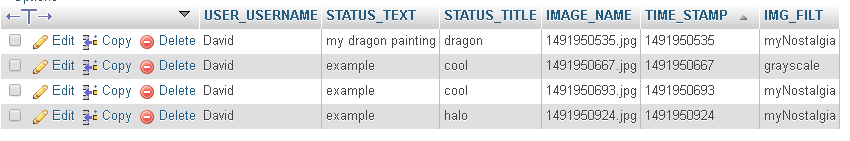 USER_USERNAME STATUS_TEXT STATUS_TITLE IMAGE_NAME TIME_STAMP IMG_FILT
Edit Copy Delete David my dragon painting dragon 1491950535.jpg 1491950535 myNostalgia
Edit Copy Delete David example cool 1491950667.jpg 1491950667 grayscale
Edit Copy Delete David example cool 1491950693.jpg 1491950693 myNostalgia
Edit Copy Delete David example halo 1491950924.jpg 1491950924 myNostalgia